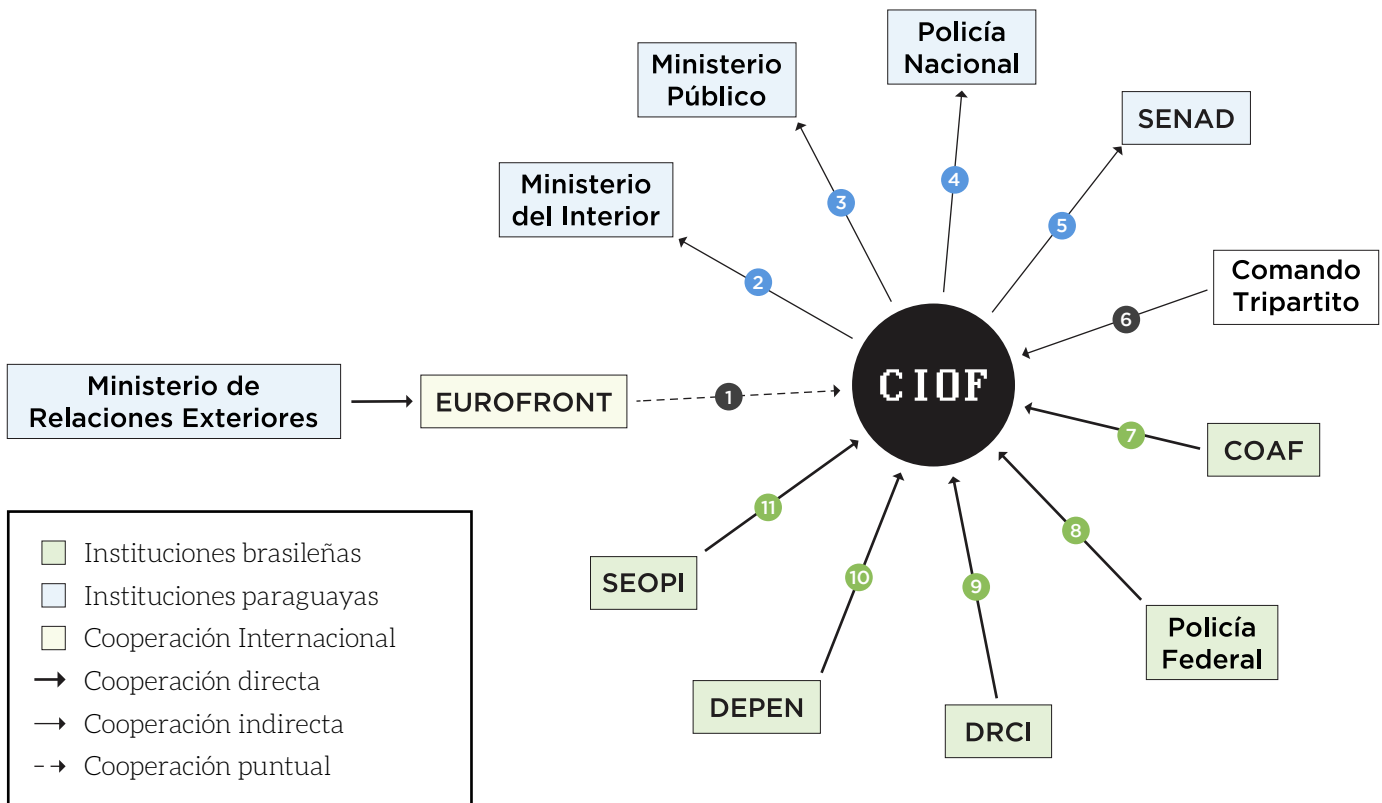 Policía
Nacional
Ministerio
Público
SENAD
Ministerio
del Interior
4
3
5
2
Comando
Tripartito
6
CIOF
Ministerio de
Relaciones Exteriores
EUROFRONT
1
7
COAF
11
8
SEOPI
10
9
Policía
Federal
DEPEN
DRCI
Instituciones brasileñas
Instituciones paraguayas
Cooperación Internacional
Cooperación directa
Cooperación indirecta
Cooperación puntual